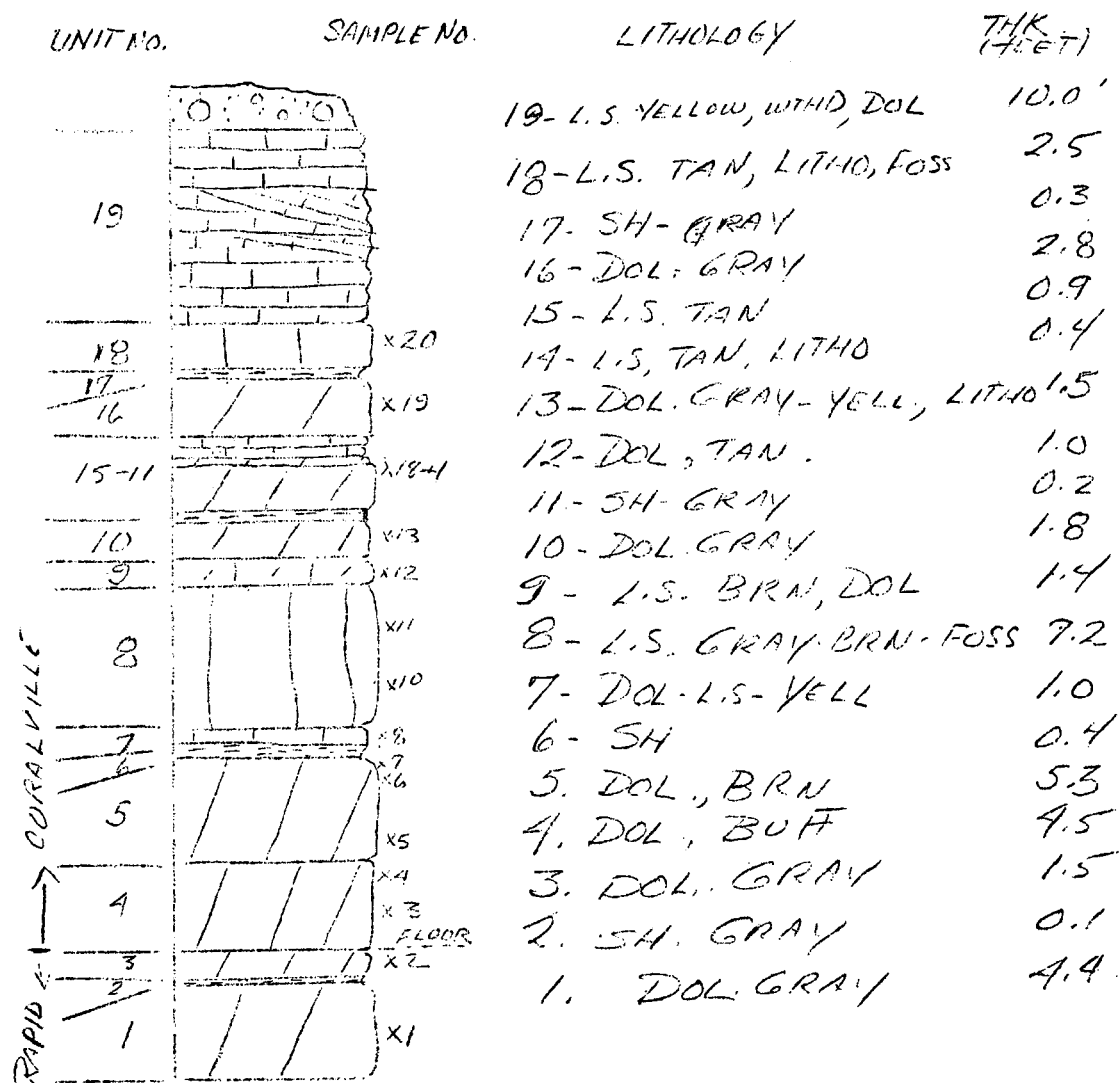 UNIT NO. SAMPLE NO. LITHOLOGY THK (FEET)
19- L.S. YELLOW, WTHD, DOL 10.0'
18- L.S. TAN, LITHO, FOSS 2.5
17- SH-GRAY 0.3
16- DOL. GRAY 2.8
15- L.S. TAN 0.9
14- L.S, TAN, LITHO 0.4
13- DOL. GRAY-YELL, LITHO 1.5
12- DOL, TAN. 1.0
11- SH-GRAY 0.2
10- DOL. GRAY 1.8
9- L.S. BRN, DOL 1.4
8- L.S. GRAY-BRN-FOSS 7.2
7- DOL-L.S-YELL 1.0
6- SH 0.4
5. DOL., BRN 5.3
4. DOL., BUFF 4.5
3. DOL. GRAY 1.5
2. SH. GRAY 0.1
1. DOL. GRAY 4.4
19
18 x20
17
16 x19
15-11 x18-4
10 x13
9 x12
8 x11
x10
7 x8
6 x7
x6
5 x5
4 x4
x3
FLOOR
3 x2
2
1 x1
RAPID ← → CORALVILLE